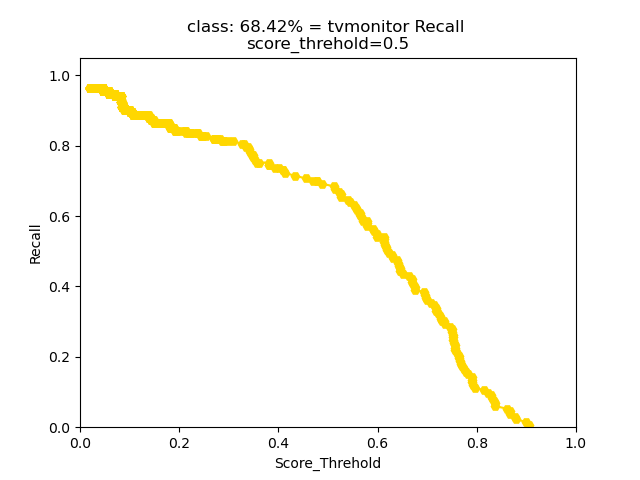 class: 68.42% = tvmonitor Recall
score_threhold=0.5
1.0
0.8
0.6
0.4
0.2
0.0
Recall
0.0 0.2 0.4 0.6 0.8 1.0
Score_Threhold